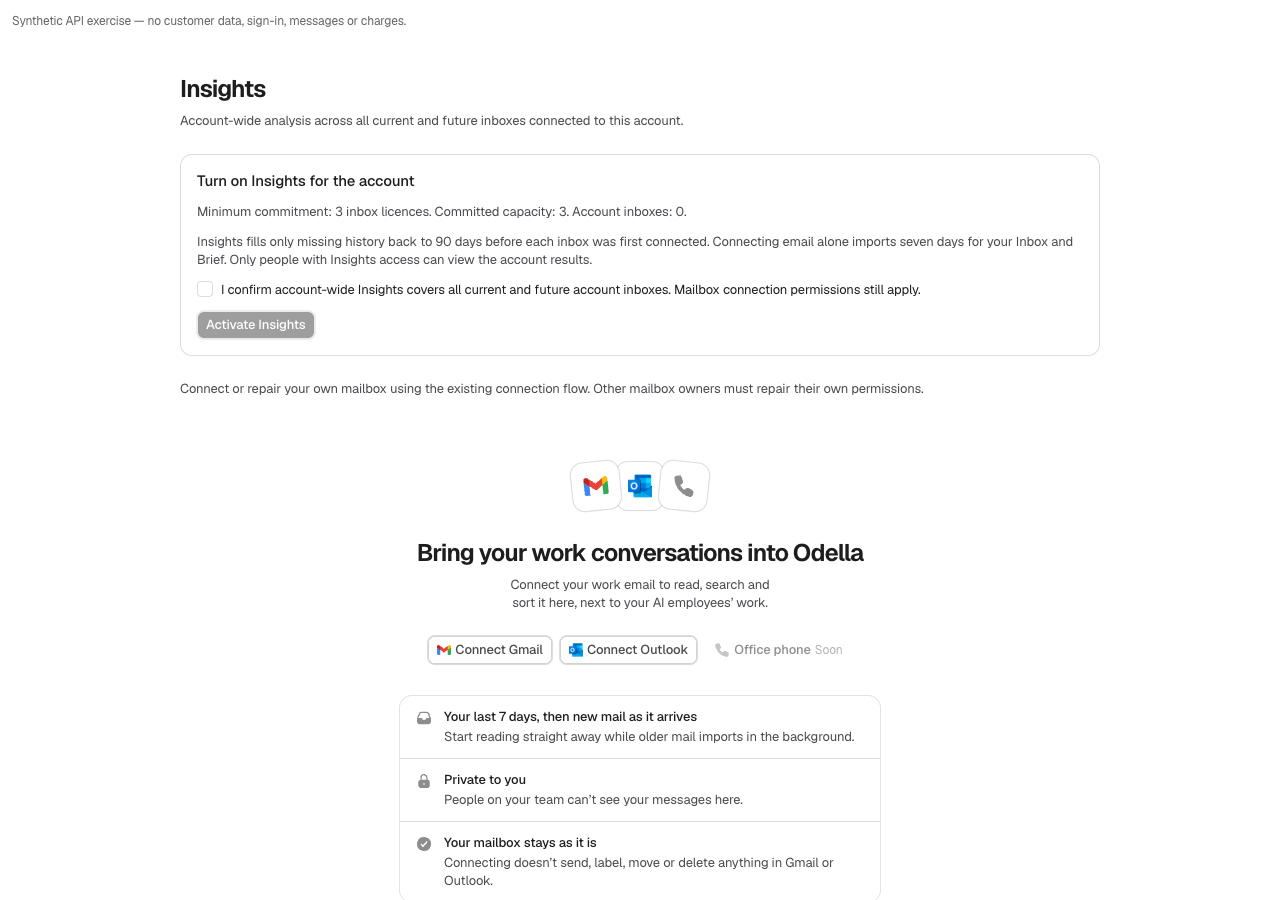 Synthetic API exercise — no customer data, sign-in, messages or charges.
Insights
Account-wide analysis across all current and future inboxes connected to this account.
Turn on Insights for the account
Minimum commitment: 3 inbox licences. Committed capacity: 3. Account inboxes: 0.
Insights fills only missing history back to 90 days before each inbox was first connected. Connecting email alone imports seven days for your Inbox and
Brief. Only people with Insights access can view the account results.
I confirm account-wide Insights covers all current and future account inboxes. Mailbox connection permissions still apply.
Activate Insights
Connect or repair your own mailbox using the existing connection flow. Other mailbox owners must repair their own permissions.
Bring your work conversations into Odella
Connect your work email to read, search and
sort it here, next to your AI employees’ work.
Connect Gmail
Connect Outlook
Office phone Soon
Your last 7 days, then new mail as it arrives
Start reading straight away while older mail imports in the background.
Private to you
People on your team can’t see your messages here.
Your mailbox stays as it is
Connecting doesn’t send, label, move or delete anything in Gmail or
Outlook.